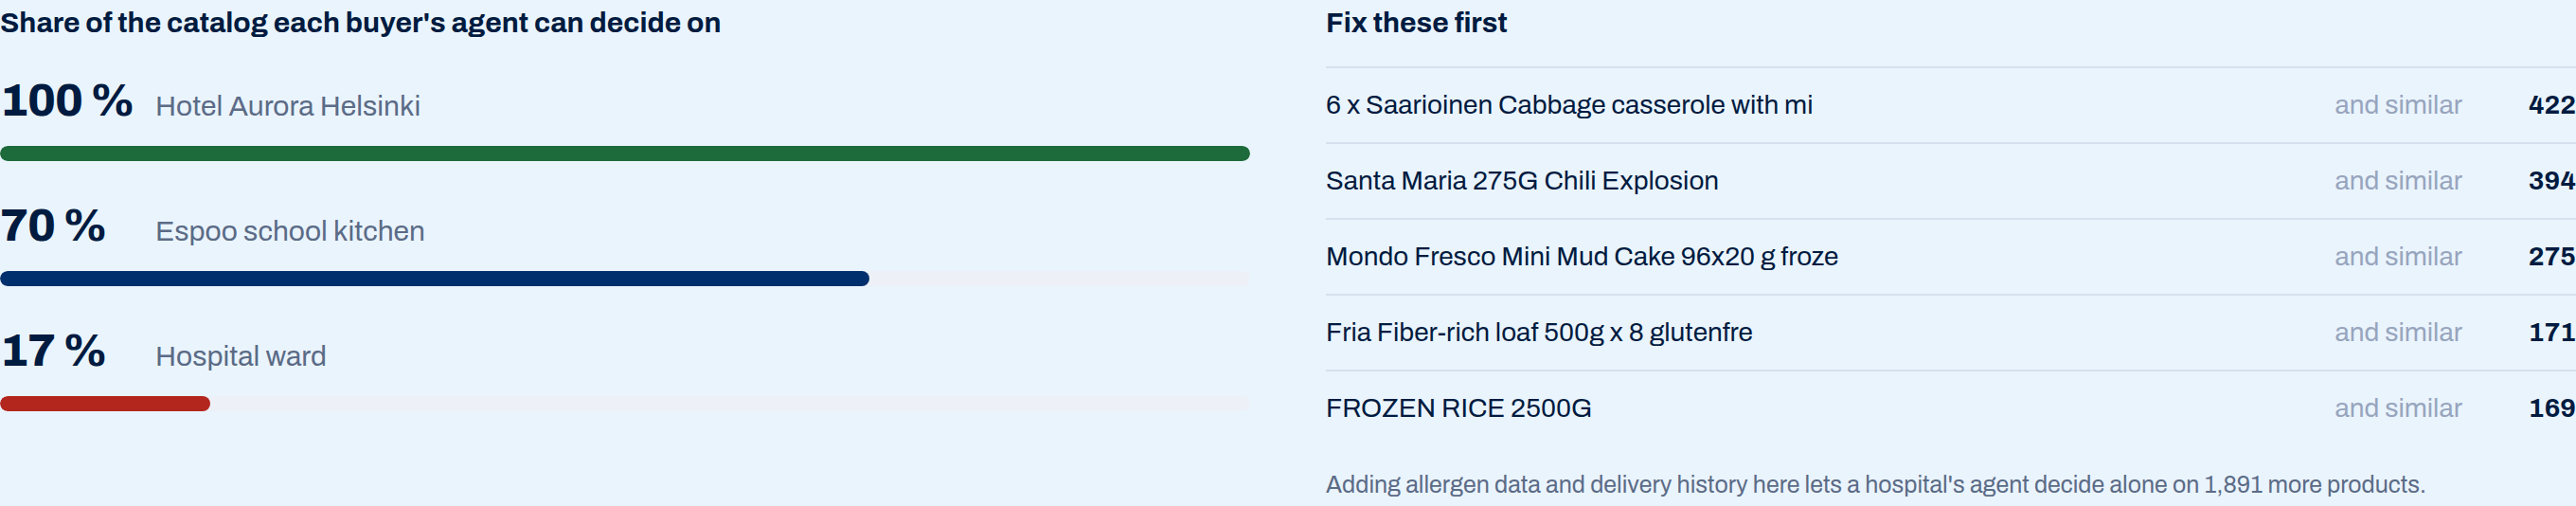 Share of the catalog each buyer's agent can decide on
100 % Hotel Aurora Helsinki
70 % Espoo school kitchen
17 % Hospital ward
Fix these first
6 x Saarioinen Cabbage casserole with mi and similar 422
Santa Maria 275G Chili Explosion and similar 394
Mondo Fresco Mini Mud Cake 96x20 g froze and similar 275
Fria Fiber-rich loaf 500g x 8 glutenfre and similar 171
FROZEN RICE 2500G and similar 169
Adding allergen data and delivery history here lets a hospital's agent decide alone on 1,891 more products.